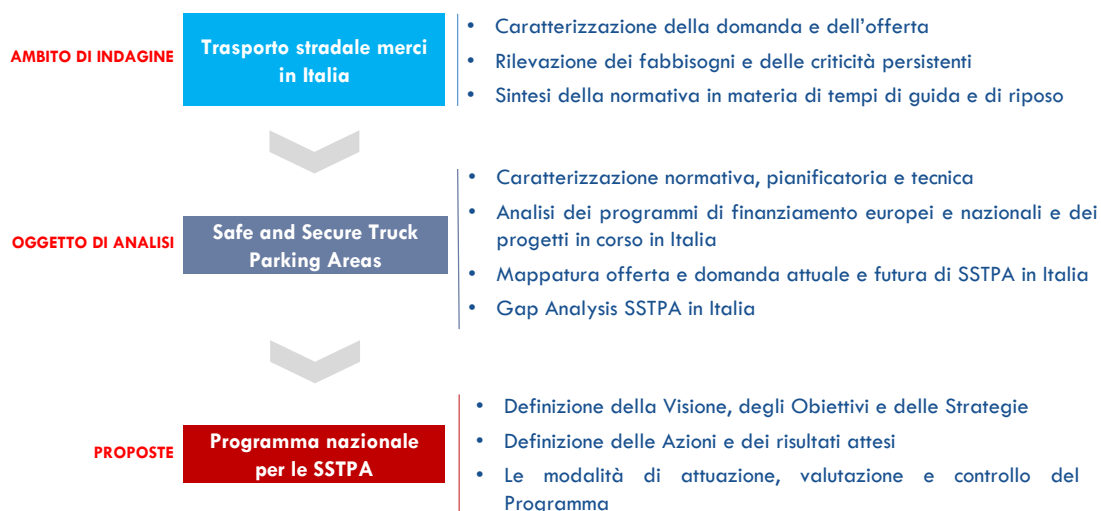 AMBITO DI INDAGINE
Trasporto stradale merci
in Italia
• Caratterizzazione della domanda e dell'offerta
• Rilevazione dei fabbisogni e delle criticità persistenti
• Sintesi della normativa in materia di tempi di guida e di riposo
OGGETTO DI ANALISI
Safe and Secure Truck
Parking Areas
• Caratterizzazione normativa, pianificatoria e tecnica
• Analisi dei programmi di finanziamento europei e nazionali e dei
progetti in corso in Italia
• Mappatura offerta e domanda attuale e futura di SSTPA in Italia
• Gap Analysis SSTPA in Italia
PROPOSTE
Programma nazionale
per le SSTPA
• Definizione della Visione, degli Obiettivi e delle Strategie
• Definizione delle Azioni e dei risultati attesi
• Le modalità di attuazione, valutazione e controllo del
Programma